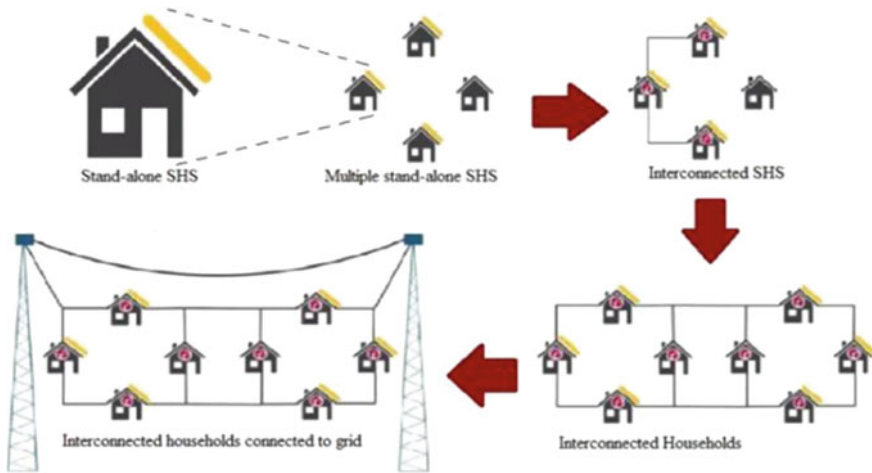 Stand-alone SHS
Multiple stand-alone SHS
Interconnected SHS
Interconnected households connected to grid
Interconnected Households